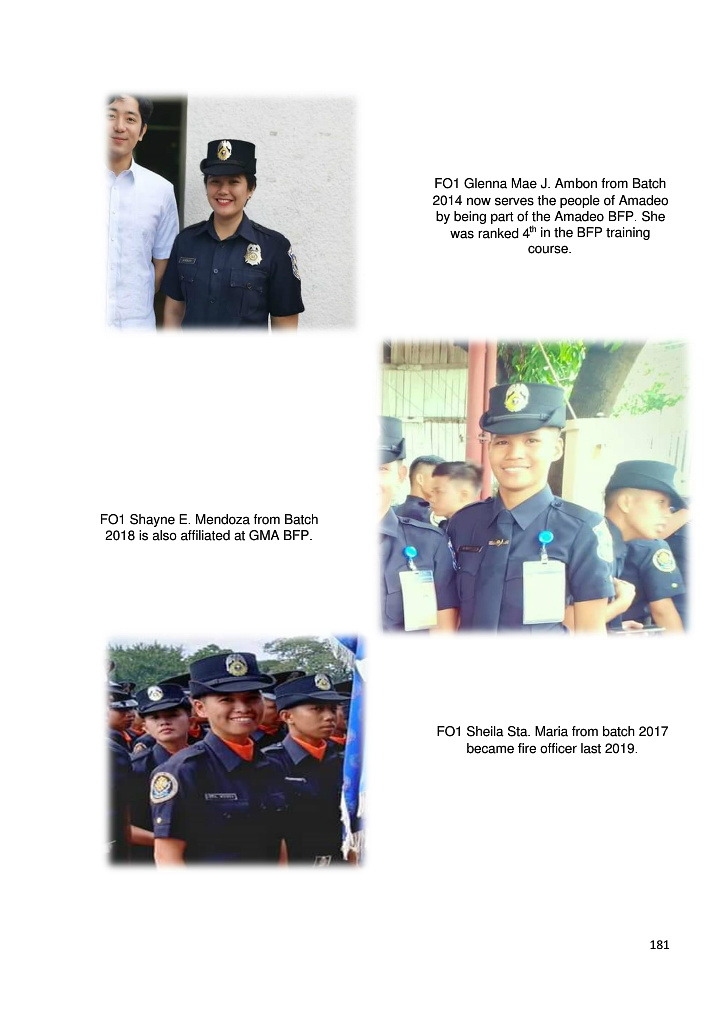 FO1 Glenna Mae J. Ambon from Batch
2014 now serves the people of Amadeo
by being part of the Amadeo BFP. She
was ranked 4th in the BFP training
course.
FO1 Shayne E. Mendoza from Batch
2018 is also affiliated at GMA BFP.
FO1 Sheila Sta. Maria from batch 2017
became fire officer last 2019.
181